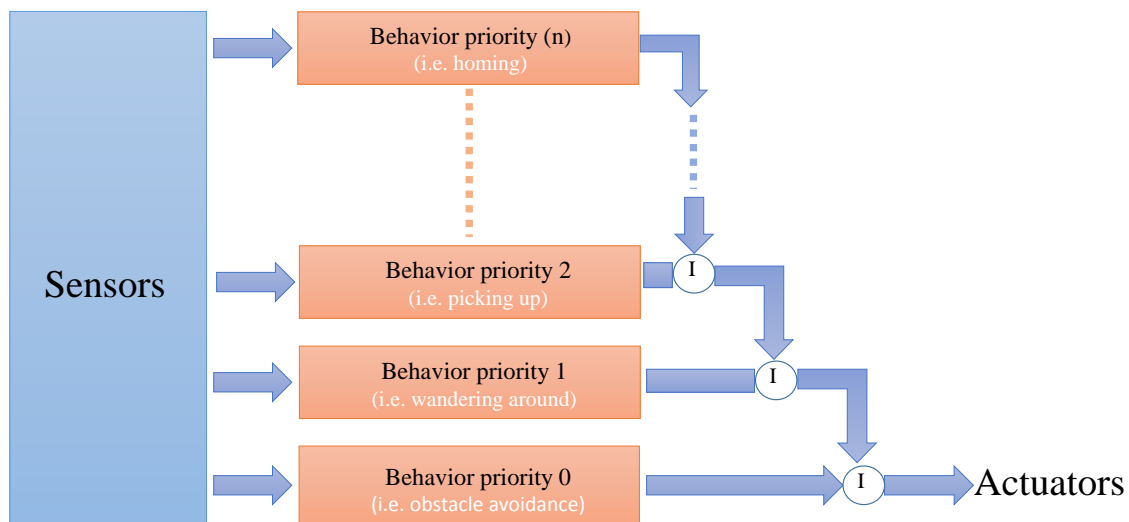 Sensors
Behavior priority (n)
(i.e. homing)
Behavior priority 2
(i.e. picking up)
I
Behavior priority 1
(i.e. wandering around)
I
Behavior priority 0
(i.e. obstacle avoidance)
I
Actuators